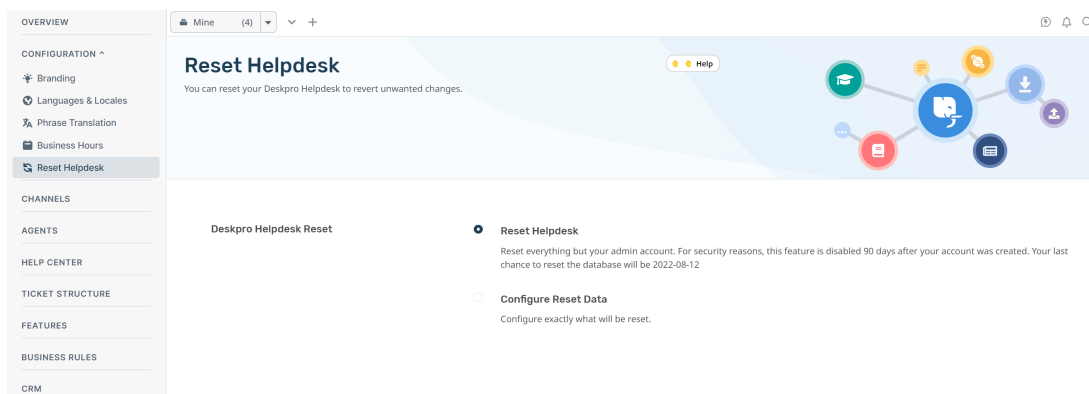 OVERVIEW
CONFIGURATION ^
Branding
Languages & Locales
Phrase Translation
Business Hours
Reset Helpdesk
CHANNELS
AGENTS
HELP CENTER
TICKET STRUCTURE
FEATURES
BUSINESS RULES
CRM
Mine (4)
Reset Helpdesk
You can reset your Deskpro Helpdesk to revert unwanted changes.
Help
Deskpro Helpdesk Reset
Reset Helpdesk
Reset everything but your admin account. For security reasons, this feature is disabled 90 days after your account was created. Your last
chance to reset the database will be 2022-08-12
Configure Reset Data
Configure exactly what will be reset.